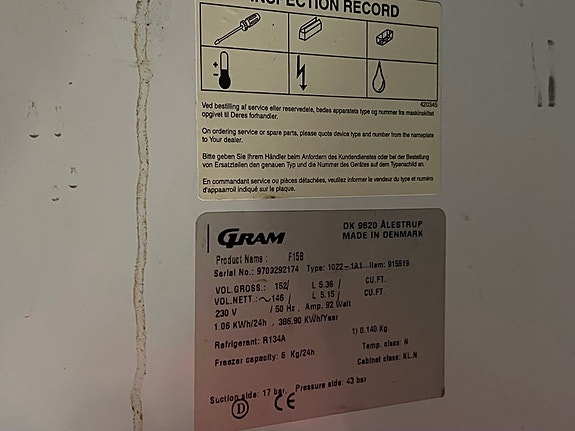 INSPECTION RECORD
+
-
420345
Ved bestilling af service eller reservedele, bedes apparatets type og nummer fra maskinskiltet
opgivet til Deres forhandler.
On ordering service or spare parts, please quote device type and number from the nameplate
to Your dealer.
Bitte geben Sie Ihrem Händler beim Anfordern des Kundendienstes oder bei der Bestellung
von Ersatzteilen den genauen Typ und die Nummer des Gerätes auf dem Typenschild an.
En commandant service ou pièces détachées, veuillez informer le vendeur du type et numéro
d'appaarroil indiqué sur le plaque.
GRAM DK 9620 ÅLESTRUP
MADE IN DENMARK
Product Name : F15B
Serial No.: 9703292174 Type: 1022-1A1 Item: 915519
VOL.GROSS.: 152/ L 5.36 / CU.FT.
VOL.NETT.: ~146 / L 5.15 / CU.FT.
230 V / 50 Hz, Amp. 92 Watt
1.06 KWh/24h , 386.90 KWh/Year
Refrigerant: R134A 1) 0.140 Kg
Freezer capacity: 6 Kg/24h Temp. class: N
Cabinet class: KL.N
Suction side: 17 bar, Pressure side: 43 bar
D CE